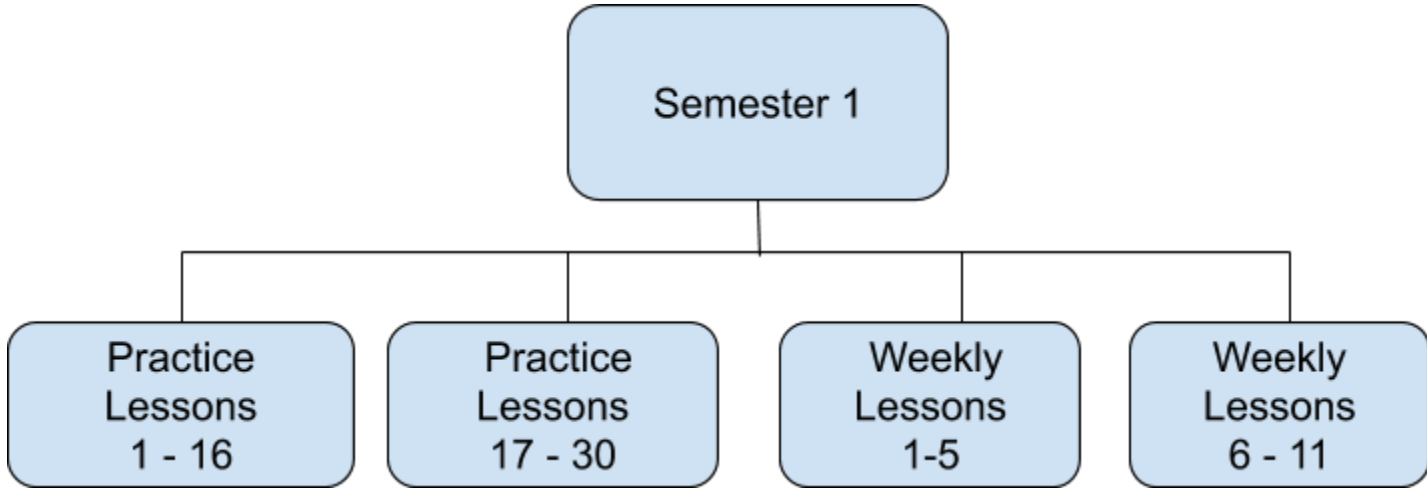 Semester 1
Practice
Lessons
1 - 16
Practice
Lessons
17 - 30
Weekly
Lessons
1-5
Weekly
Lessons
6 - 11